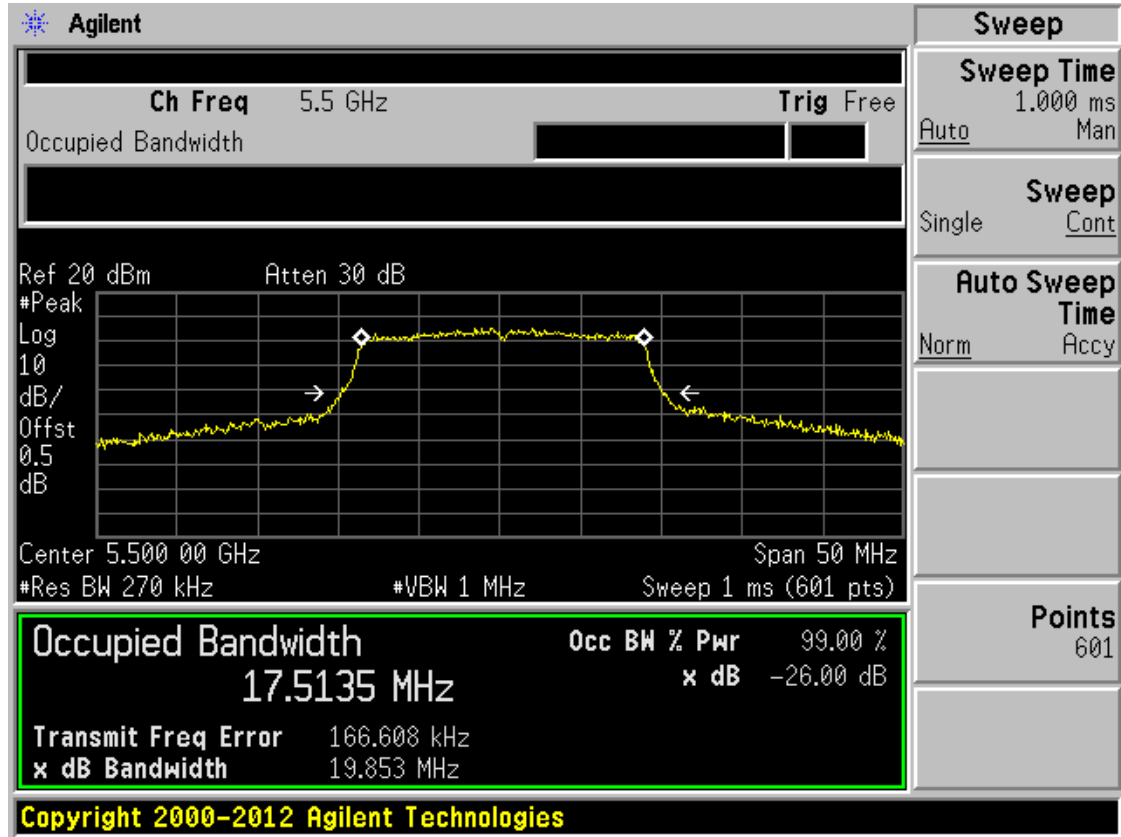 Agilent
Ch Freq 5.5 GHz Trig Free
Occupied Bandwidth
Ref 20 dBm Atten 30 dB
#Peak
Log
10
dB/
Offst
0.5
dB
Center 5.500 00 GHz Span 50 MHz
#Res BW 270 kHz #VBW 1 MHz Sweep 1 ms (601 pts)
Occupied Bandwidth Occ BW % Pwr 99.00 %
17.5135 MHz x dB -26.00 dB
Transmit Freq Error 166.608 kHz
x dB Bandwidth 19.853 MHz
Copyright 2000-2012 Agilent Technologies
Sweep
Sweep Time
1.000 ms
Auto Man
Sweep
Single Cont
Auto Sweep
Time
Norm Accy
Points
601